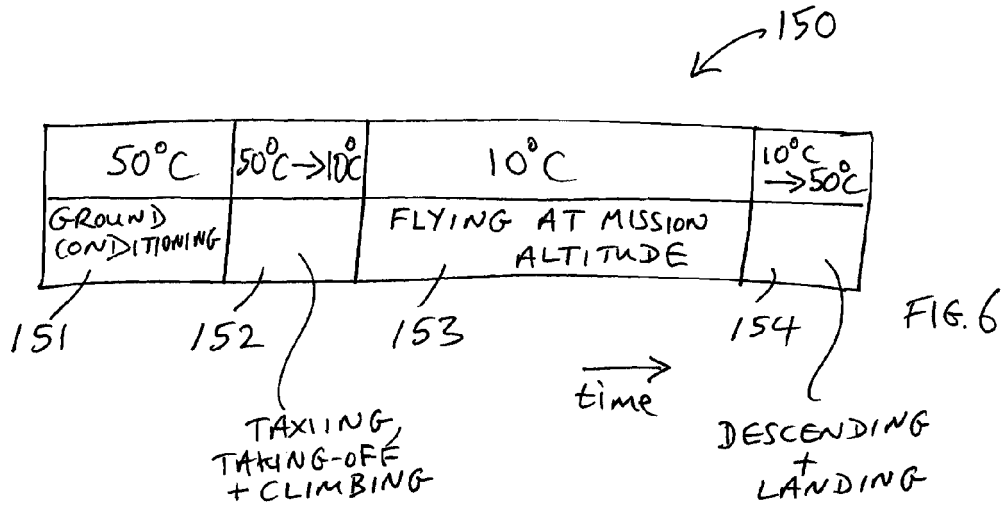 150
50°C
50°C→10°C
10°C
10°C
→50°C
GROUND
CONDITIONING
FLYING AT MISSION
ALTITUDE
151
152
153
154
FIG. 6
time
TAXIING,
TAKING-OFF
+ CLIMBING
DESCENDING
+
LANDING